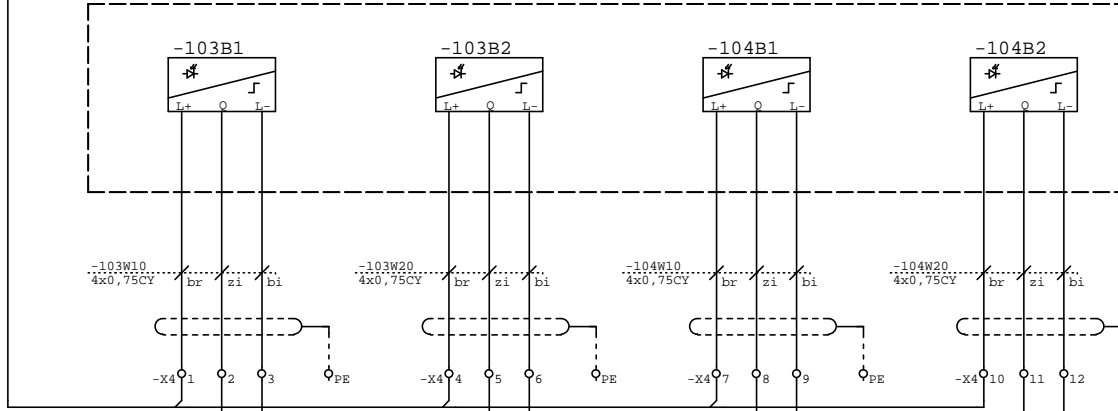 -103B1 -103B2 -104B1 -104B2
L+ Q L- L+ Q L- L+ Q L- L+ Q L-
-103W10 -103W20 -104W10 -104W20
4x0,75CY br zi bi 4x0,75CY br zi bi 4x0,75CY br zi bi 4x0,75CY br zi bi
-X4 1 2 3 PE -X4 4 5 6 PE -X4 7 8 9 PE -X4 10 11 12